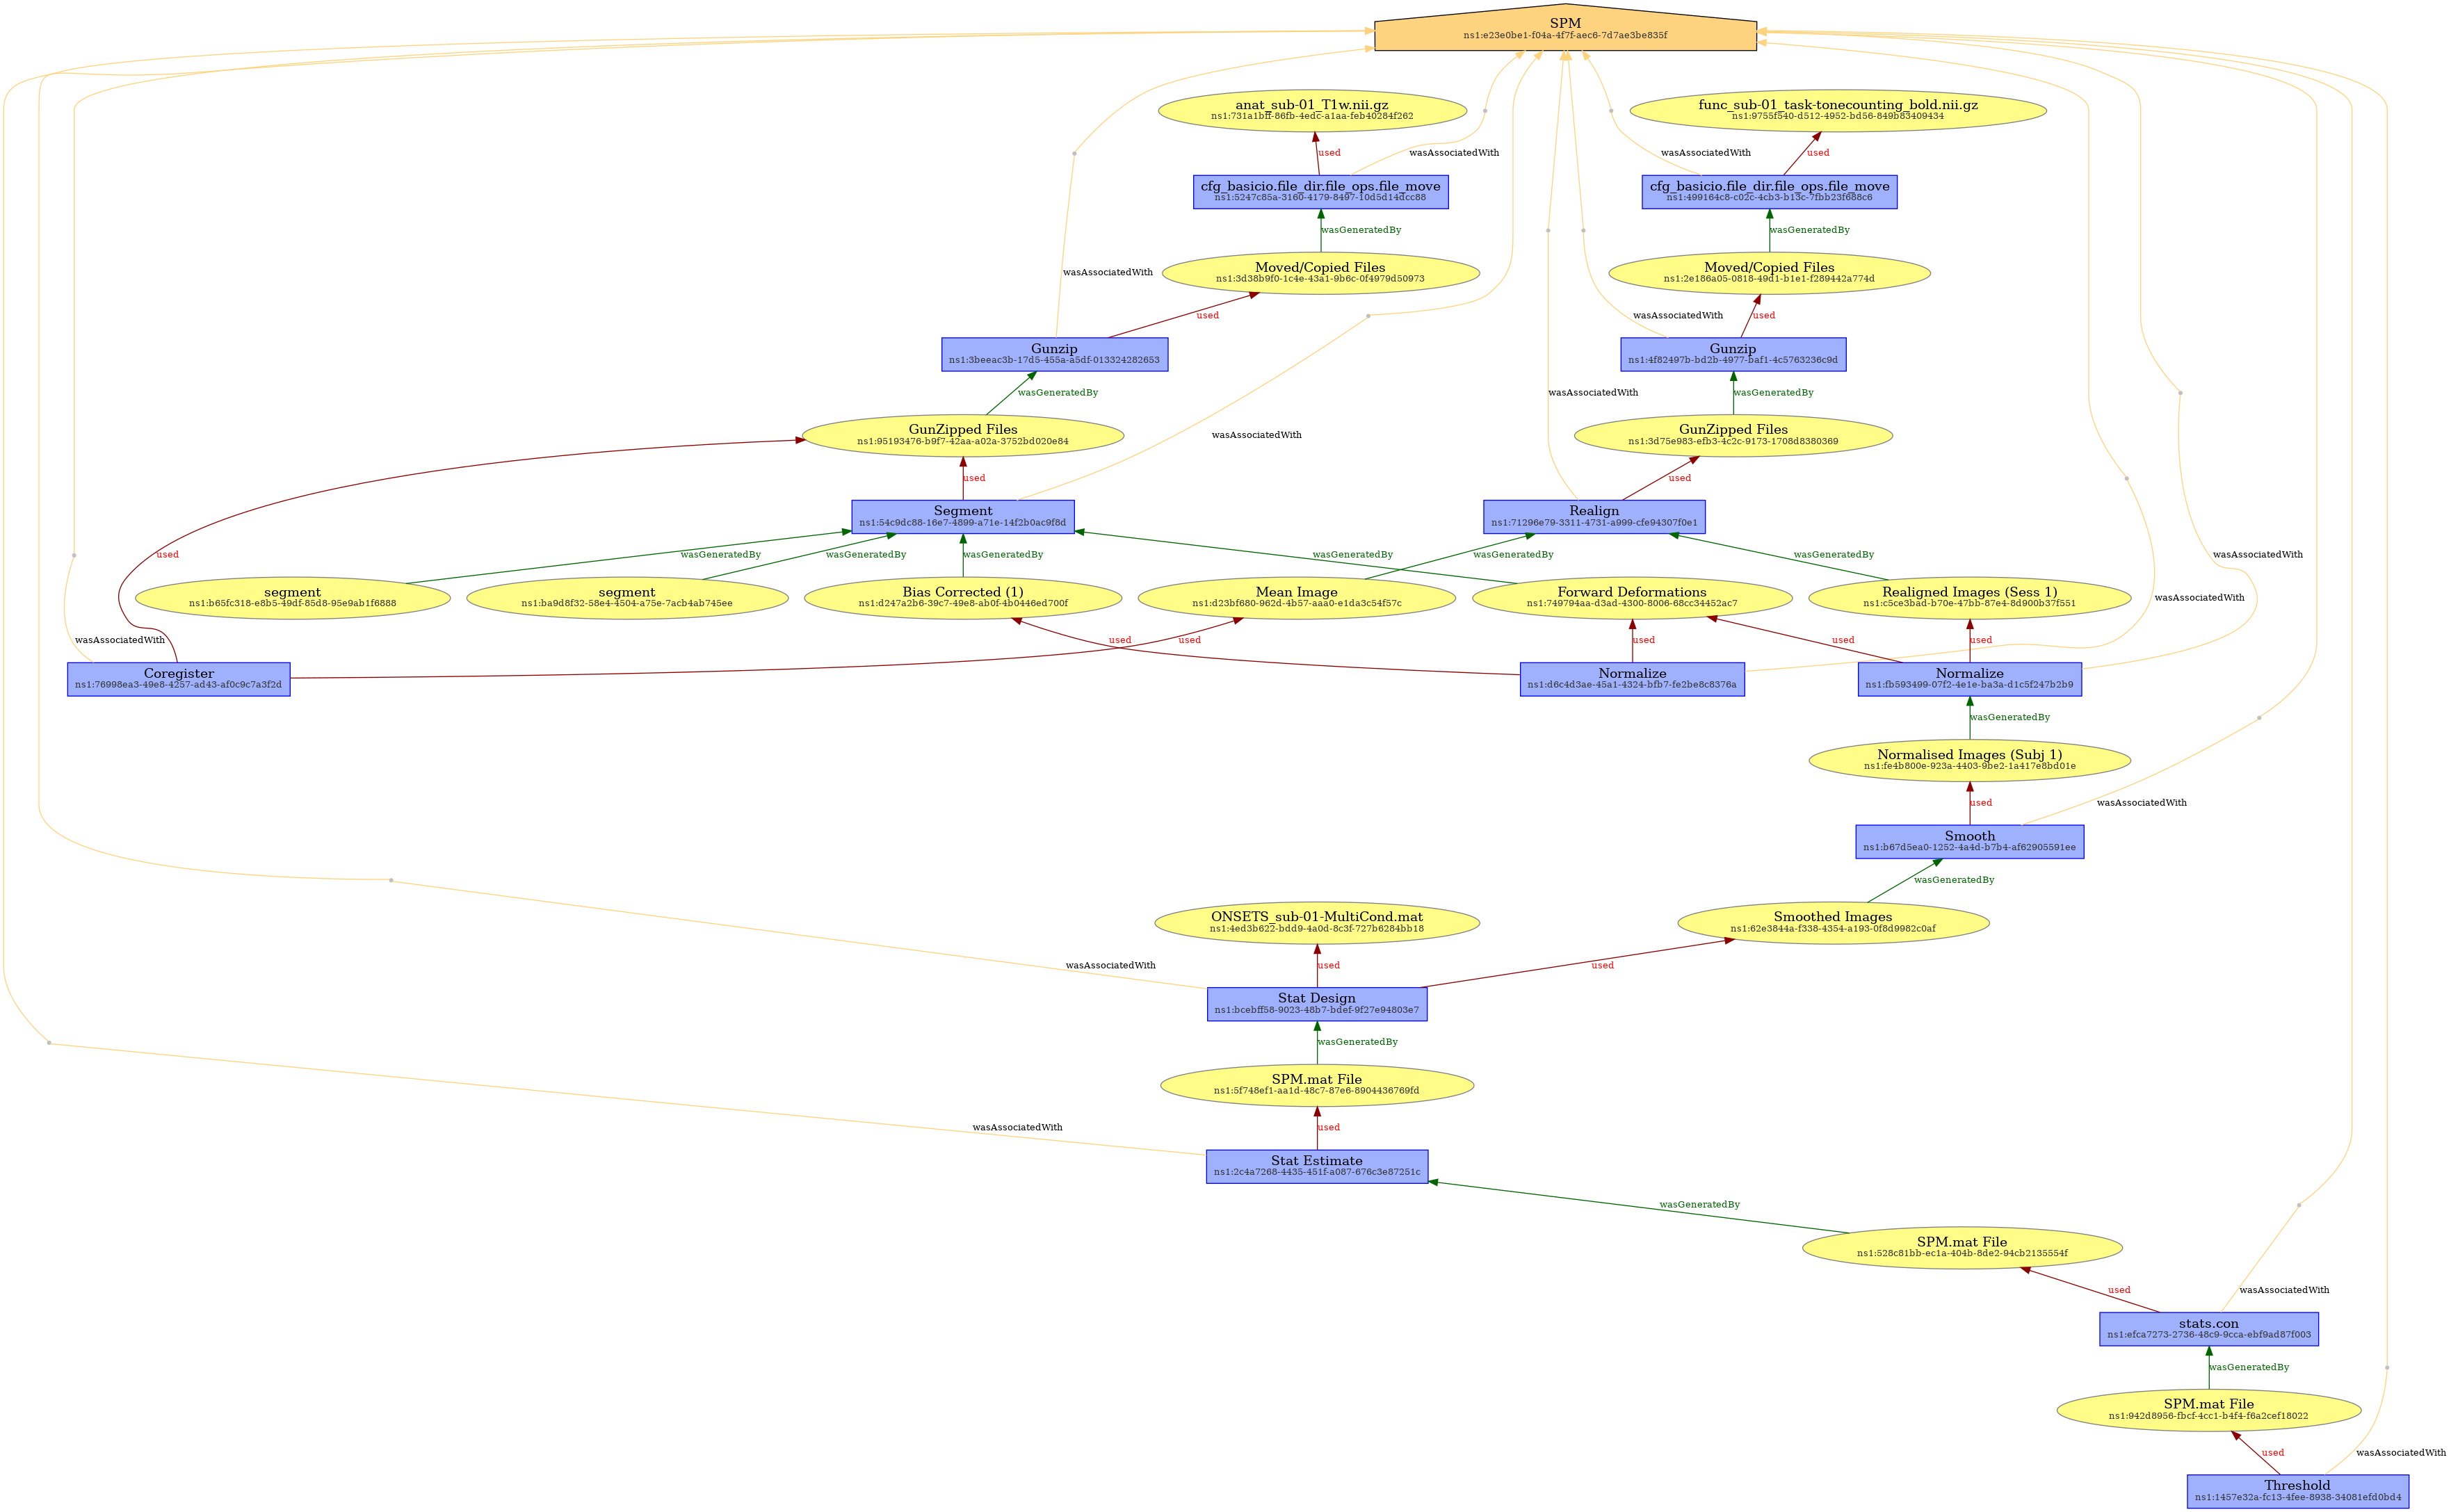 SPM
ns1:e23e0be1-f04a-4f7f-aec6-7d7ae3be835f
anat_sub-01_T1w.nii.gz
ns1:731a1bff-86fb-4edc-a1aa-feb40284f262
func_sub-01_task-tonecounting_bold.nii.gz
ns1:9755f540-d512-4952-bd56-849b83409434
used
wasAssociatedWith
wasAssociatedWith
used
cfg_basicio.file_dir.file_ops.file_move
ns1:5247c85a-3160-4179-8497-10d5d14dcc88
cfg_basicio.file_dir.file_ops.file_move
ns1:499164c8-c02c-4cb3-b13c-7fbb23f688c6
wasGeneratedBy
wasGeneratedBy
wasAssociatedWith
Moved/Copied Files
ns1:3d38b9f0-1c4e-43a1-9b6c-0f4979d50973
Moved/Copied Files
ns1:2e186a05-0818-49d1-b1e1-f289442a774d
used
wasAssociatedWith
used
Gunzip
ns1:3beeac3b-17d5-455a-a5df-013324282653
Gunzip
ns1:4f82497b-bd2b-4977-baf1-4c5763236c9d
wasGeneratedBy
wasAssociatedWith
wasGeneratedBy
GunZipped Files
ns1:95193476-b9f7-42aa-a02a-3752bd020e84
wasAssociatedWith
GunZipped Files
ns1:3d75e983-efb3-4c2c-9173-1708d8380369
used
used
Segment
ns1:54c9dc88-16e7-4899-a71e-14f2b0ac9f8d
Realign
ns1:71296e79-3311-4731-a999-cfe94307f0e1
used
wasGeneratedBy
wasGeneratedBy
wasGeneratedBy
wasGeneratedBy
wasGeneratedBy
wasGeneratedBy
wasAssociatedWith
segment
ns1:b65fc318-e8b5-49df-85d8-95e9ab1f6888
segment
ns1:ba9d8f32-58e4-4504-a75e-7acb4ab745ee
Bias Corrected (1)
ns1:d247a2b6-39c7-49e8-ab0f-4b0446ed700f
Mean Image
ns1:d23bf680-962d-4b57-aaa0-e1da3c54f57c
Forward Deformations
ns1:749794aa-d3ad-4300-8006-68cc34452ac7
Realigned Images (Sess 1)
ns1:c5ce3bad-b70e-47bb-87e4-8d900b37f551
wasAssociatedWith
wasAssociatedWith
used
used
used
used
used
Coregister
ns1:76998ea3-49e8-4257-ad43-af0c9c7a3f2d
Normalize
ns1:d6c4d3ae-45a1-4324-bfb7-fe2be8c8376a
Normalize
ns1:fb593499-07f2-4e1e-ba3a-d1c5f247b2b9
wasGeneratedBy
Normalised Images (Subj 1)
ns1:fe4b800e-923a-4403-9be2-1a417e8bd01e
used
wasAssociatedWith
Smooth
ns1:b67d5ea0-1252-4a4d-b7b4-af62905591ee
wasGeneratedBy
ONSETS_sub-01-MultiCond.mat
ns1:4ed3b622-bdd9-4a0d-8c3f-727b6284bb18
Smoothed Images
ns1:62e3844a-f338-4354-a193-0f8d9982c0af
wasAssociatedWith
used
used
Stat Design
ns1:bcebff58-9023-48b7-bdef-9f27e94803e7
wasGeneratedBy
SPM.mat File
ns1:5f748ef1-aa1d-48c7-87e6-8904436769fd
wasAssociatedWith
used
Stat Estimate
ns1:2c4a7268-4435-451f-a087-676c3e87251c
wasGeneratedBy
SPM.mat File
ns1:528c81bb-ec1a-404b-8de2-94cb2135554f
used
wasAssociatedWith
stats.con
ns1:efca7273-2736-48c9-9cca-ebf9ad87f003
wasGeneratedBy
SPM.mat File
ns1:942d8956-fbcf-4cc1-b4f4-f6a2cef18022
used
wasAssociatedWith
Threshold
ns1:1457e32a-fc13-4fee-8938-34081efd0bd4